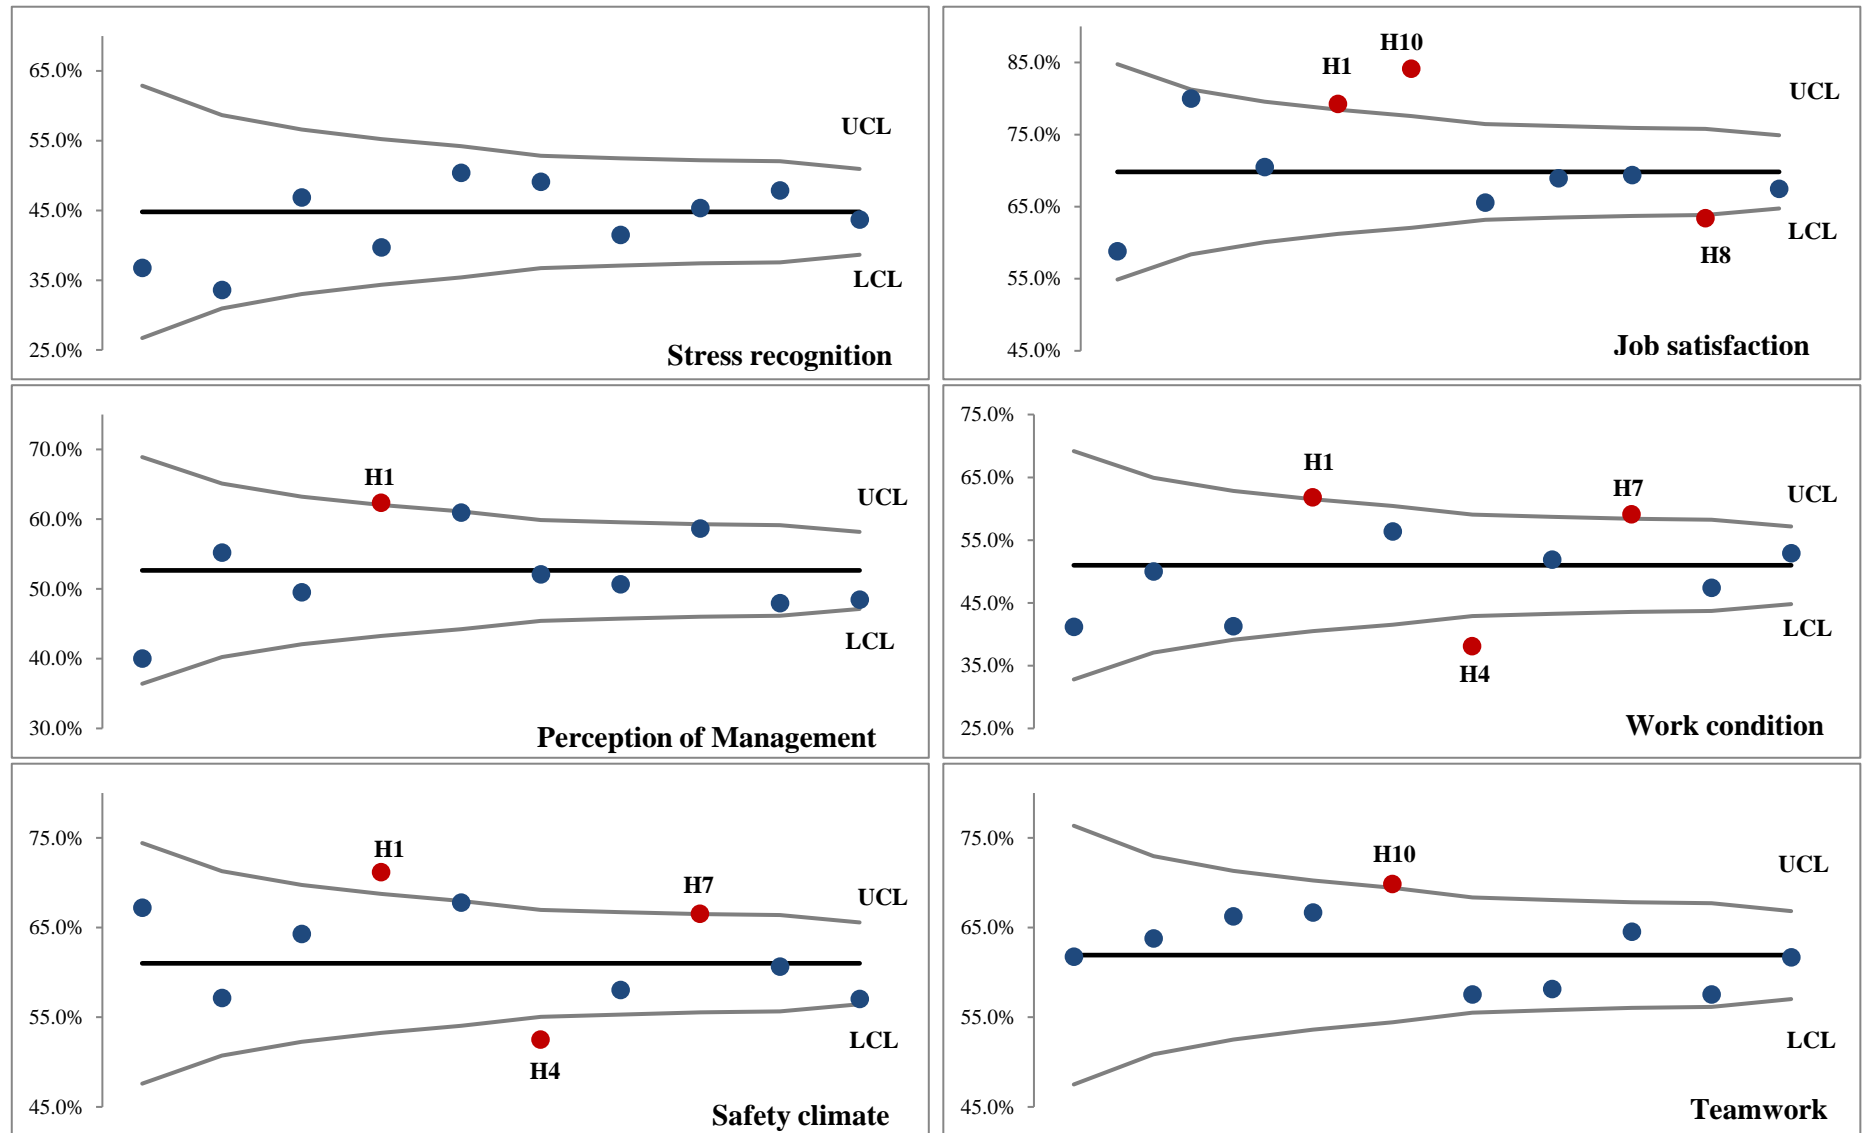 65.0%
55.0%
45.0%
35.0%
25.0%
UCL
LCL
Stress recognition
85.0%
75.0%
65.0%
55.0%
45.0%
H10
H1
UCL
LCL
H8
Job satisfaction
70.0%
60.0%
50.0%
40.0%
30.0%
H1
UCL
LCL
Perception of Management
75.0%
65.0%
55.0%
45.0%
35.0%
25.0%
H1
H7
UCL
LCL
H4
Work condition
75.0%
65.0%
55.0%
45.0%
H1
H7
UCL
LCL
H4
Safety climate
75.0%
65.0%
55.0%
45.0%
H10
UCL
LCL
Teamwork